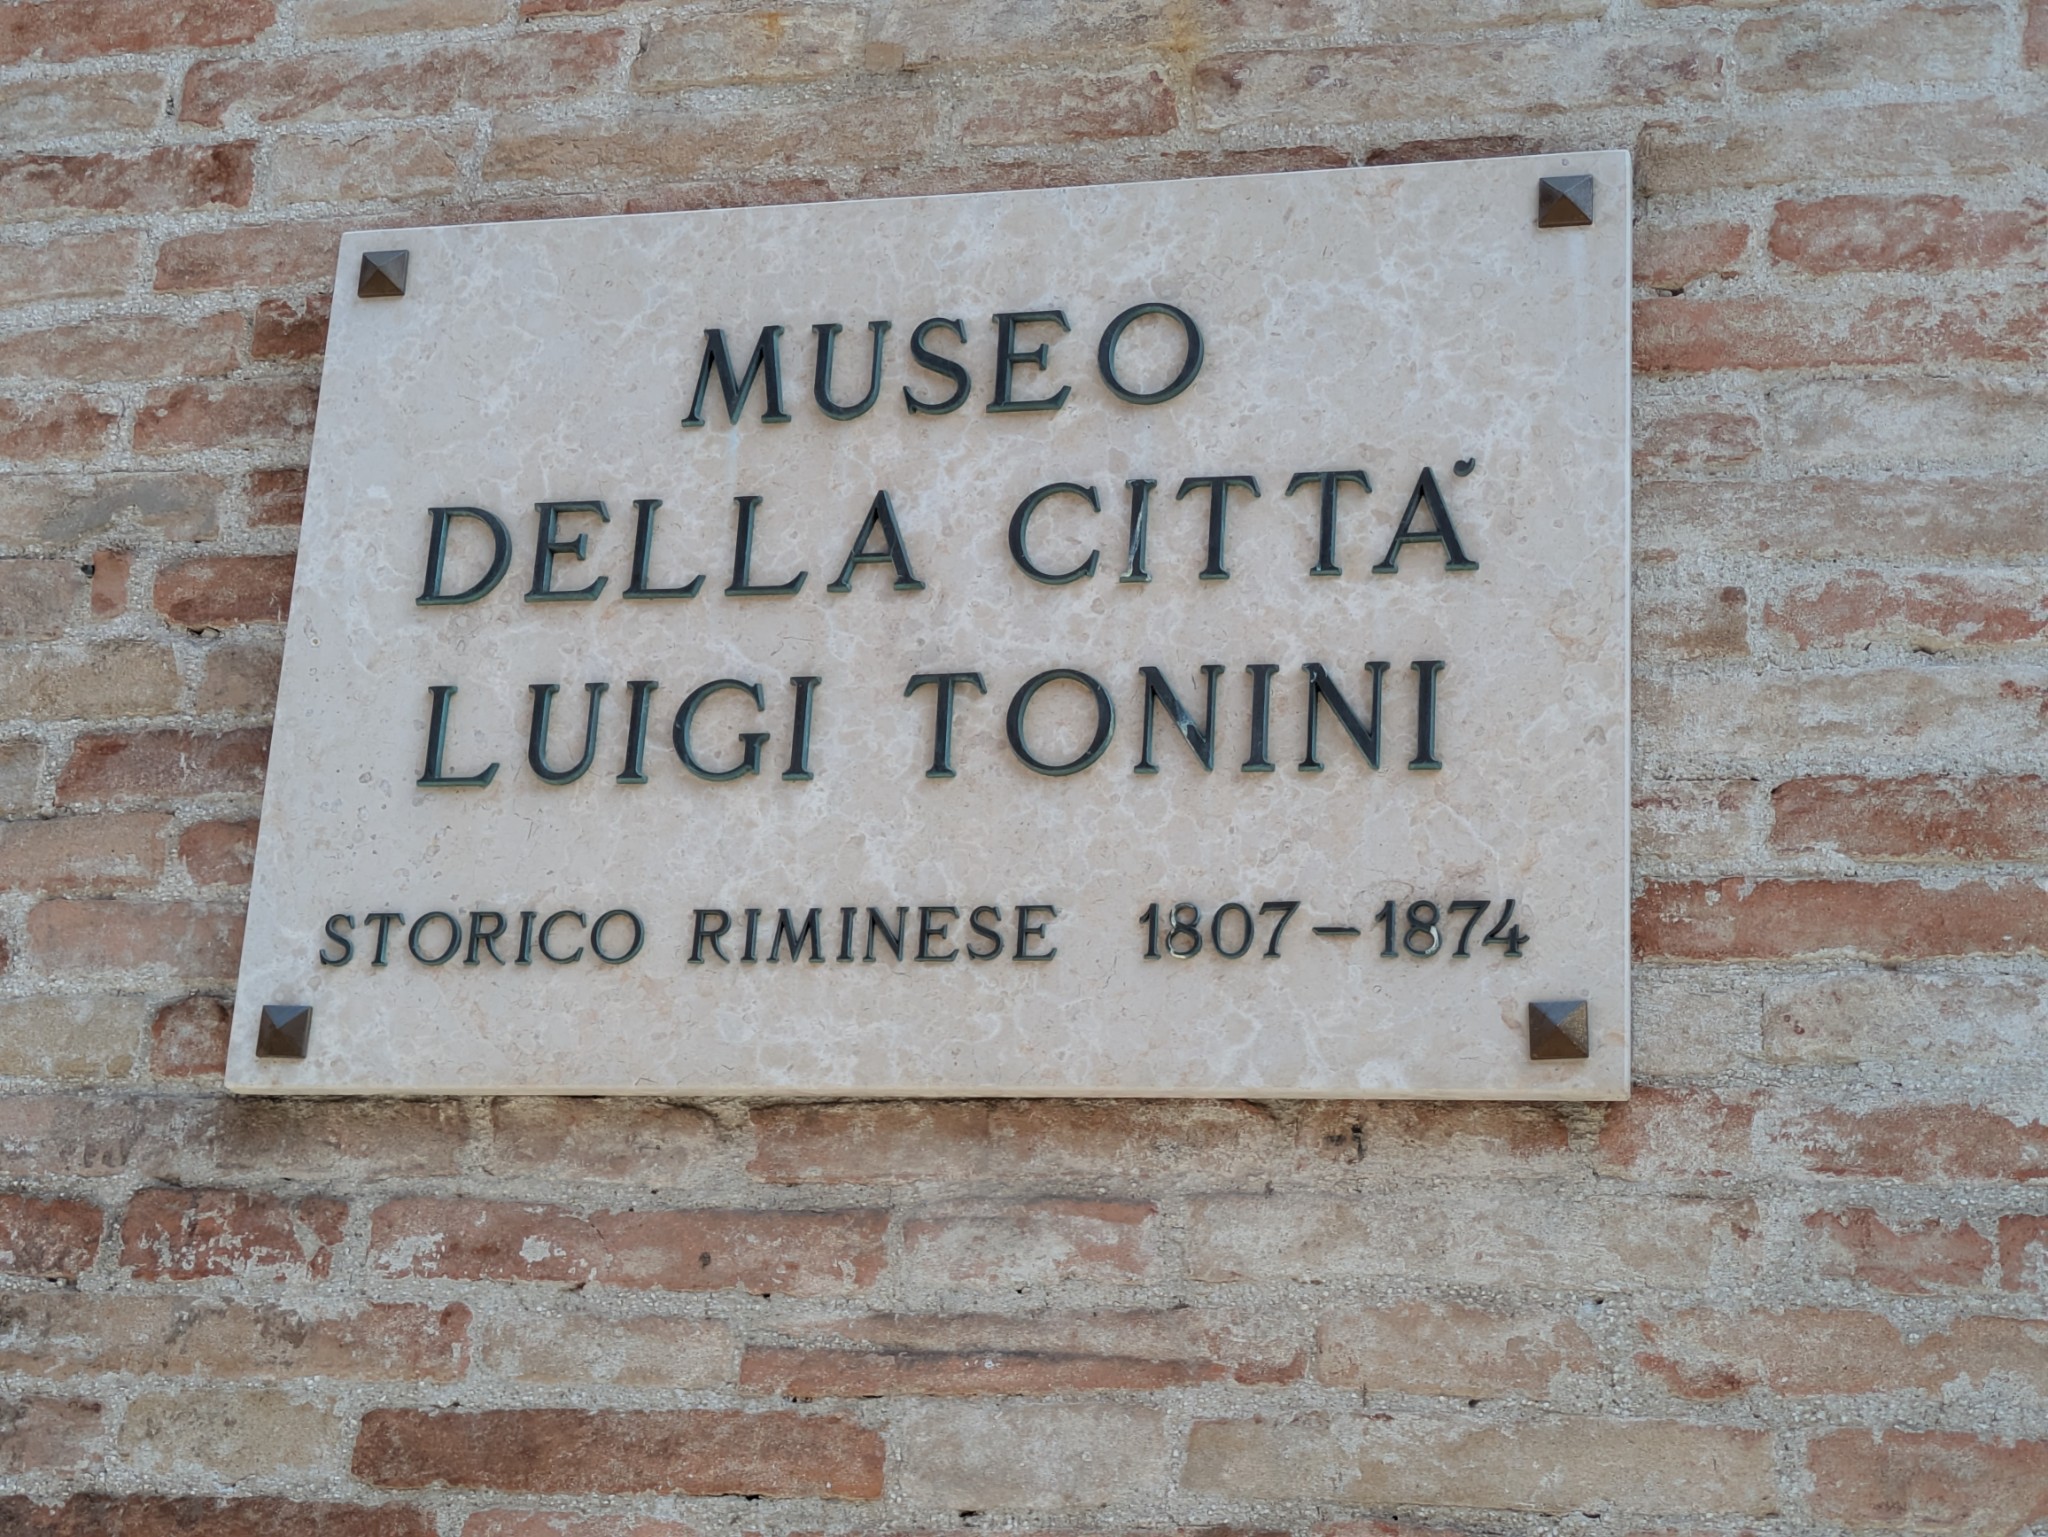 MUSEO
DELLA CITTÀ
LUIGI TONINI
STORICO RIMINESE 1807-1874